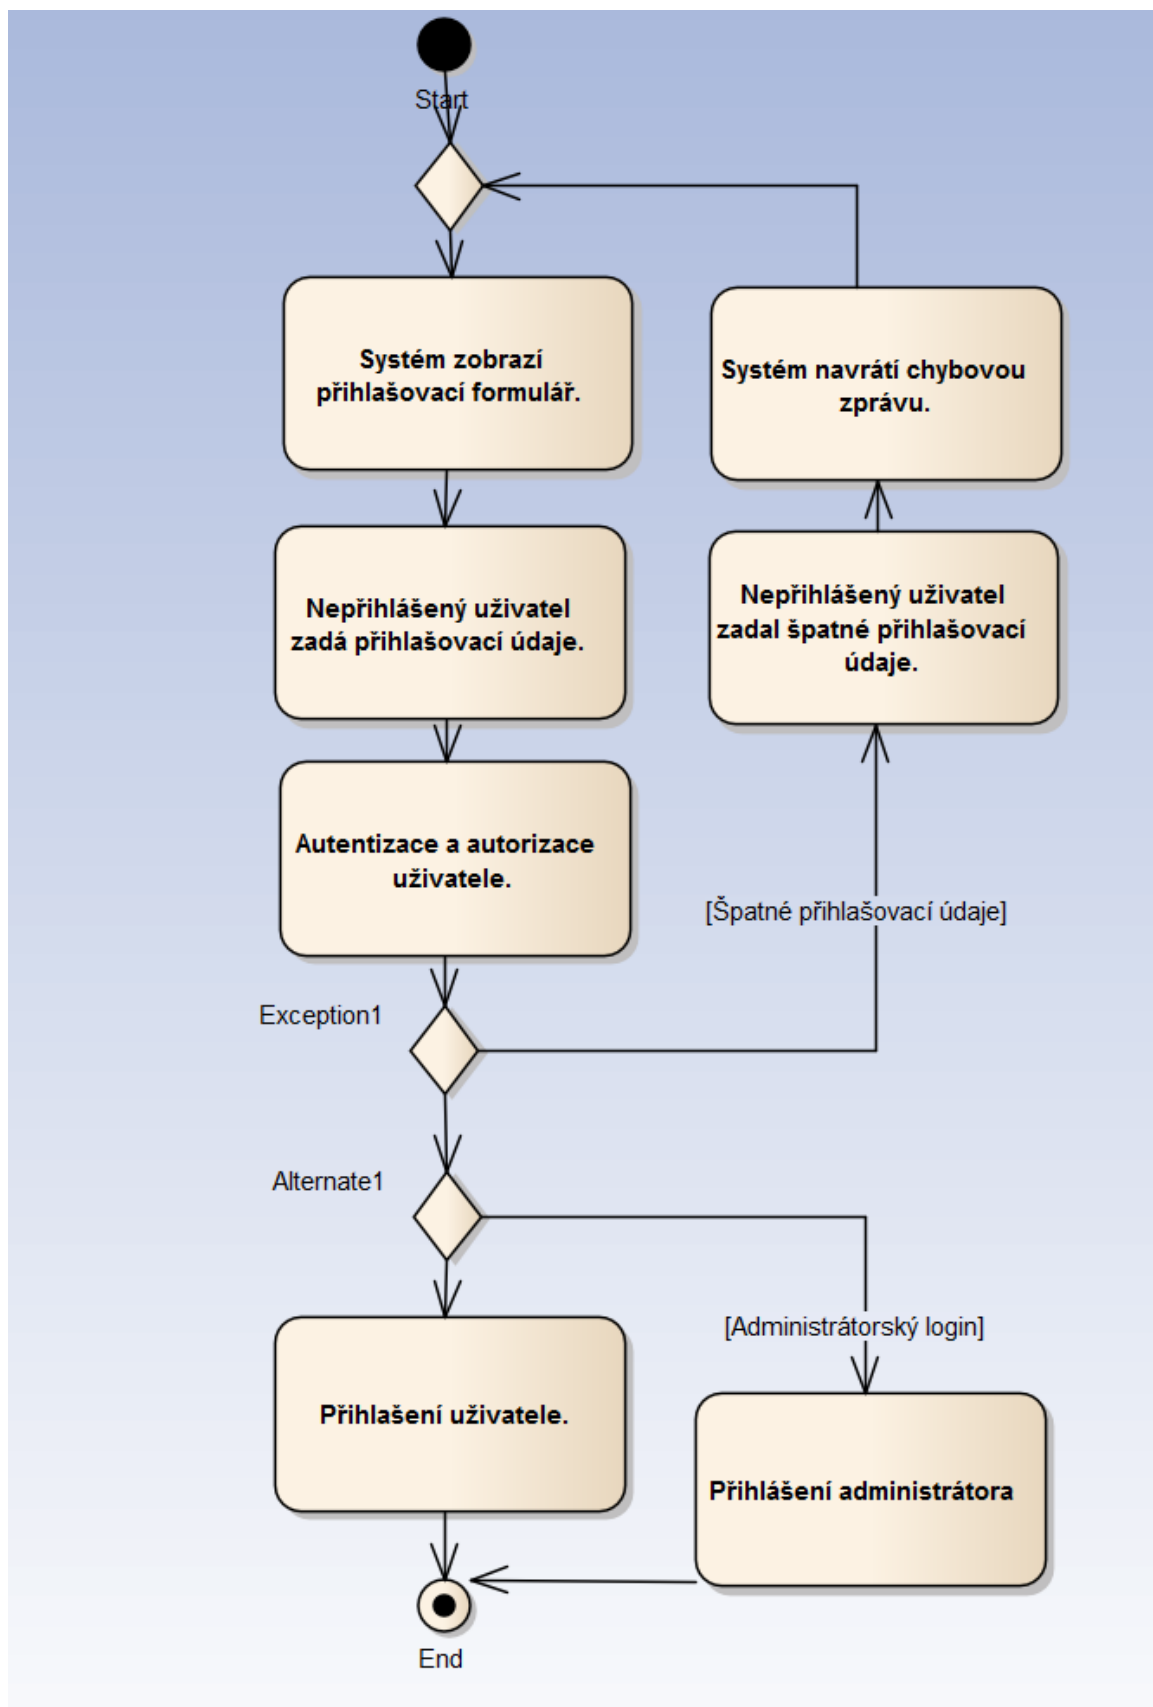 Start
Systém zobrazí
přihlašovací formulář.
Systém navrátí chybovou
zprávu.
Nepřihlášený uživatel
zadá přihlašovací údaje.
Nepřihlášený uživatel
zadal špatné přihlašovací
údaje.
Autentizace a autorizace
uživatele.
[Špatné přihlašovací údaje]
Exception1
Alternate1
[Administrátorský login]
Přihlašení uživatele.
Přihlášení administrátora
End